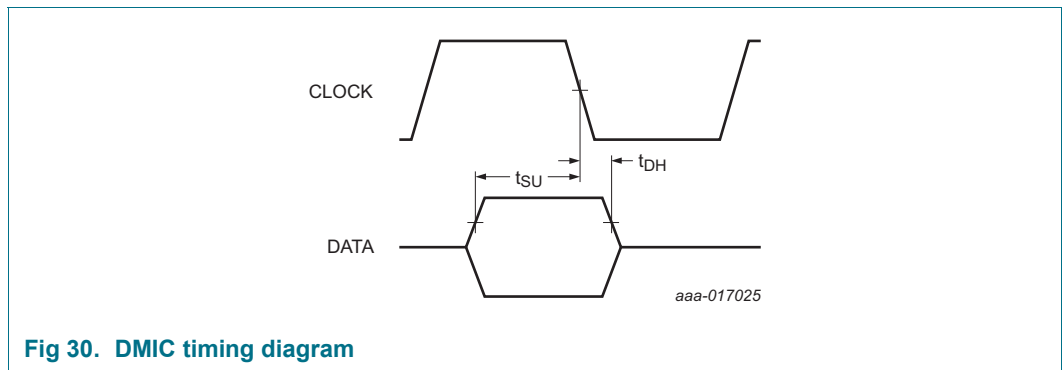 CLOCK
tDH
tSU
DATA
aaa-017025
Fig 30. DMIC timing diagram